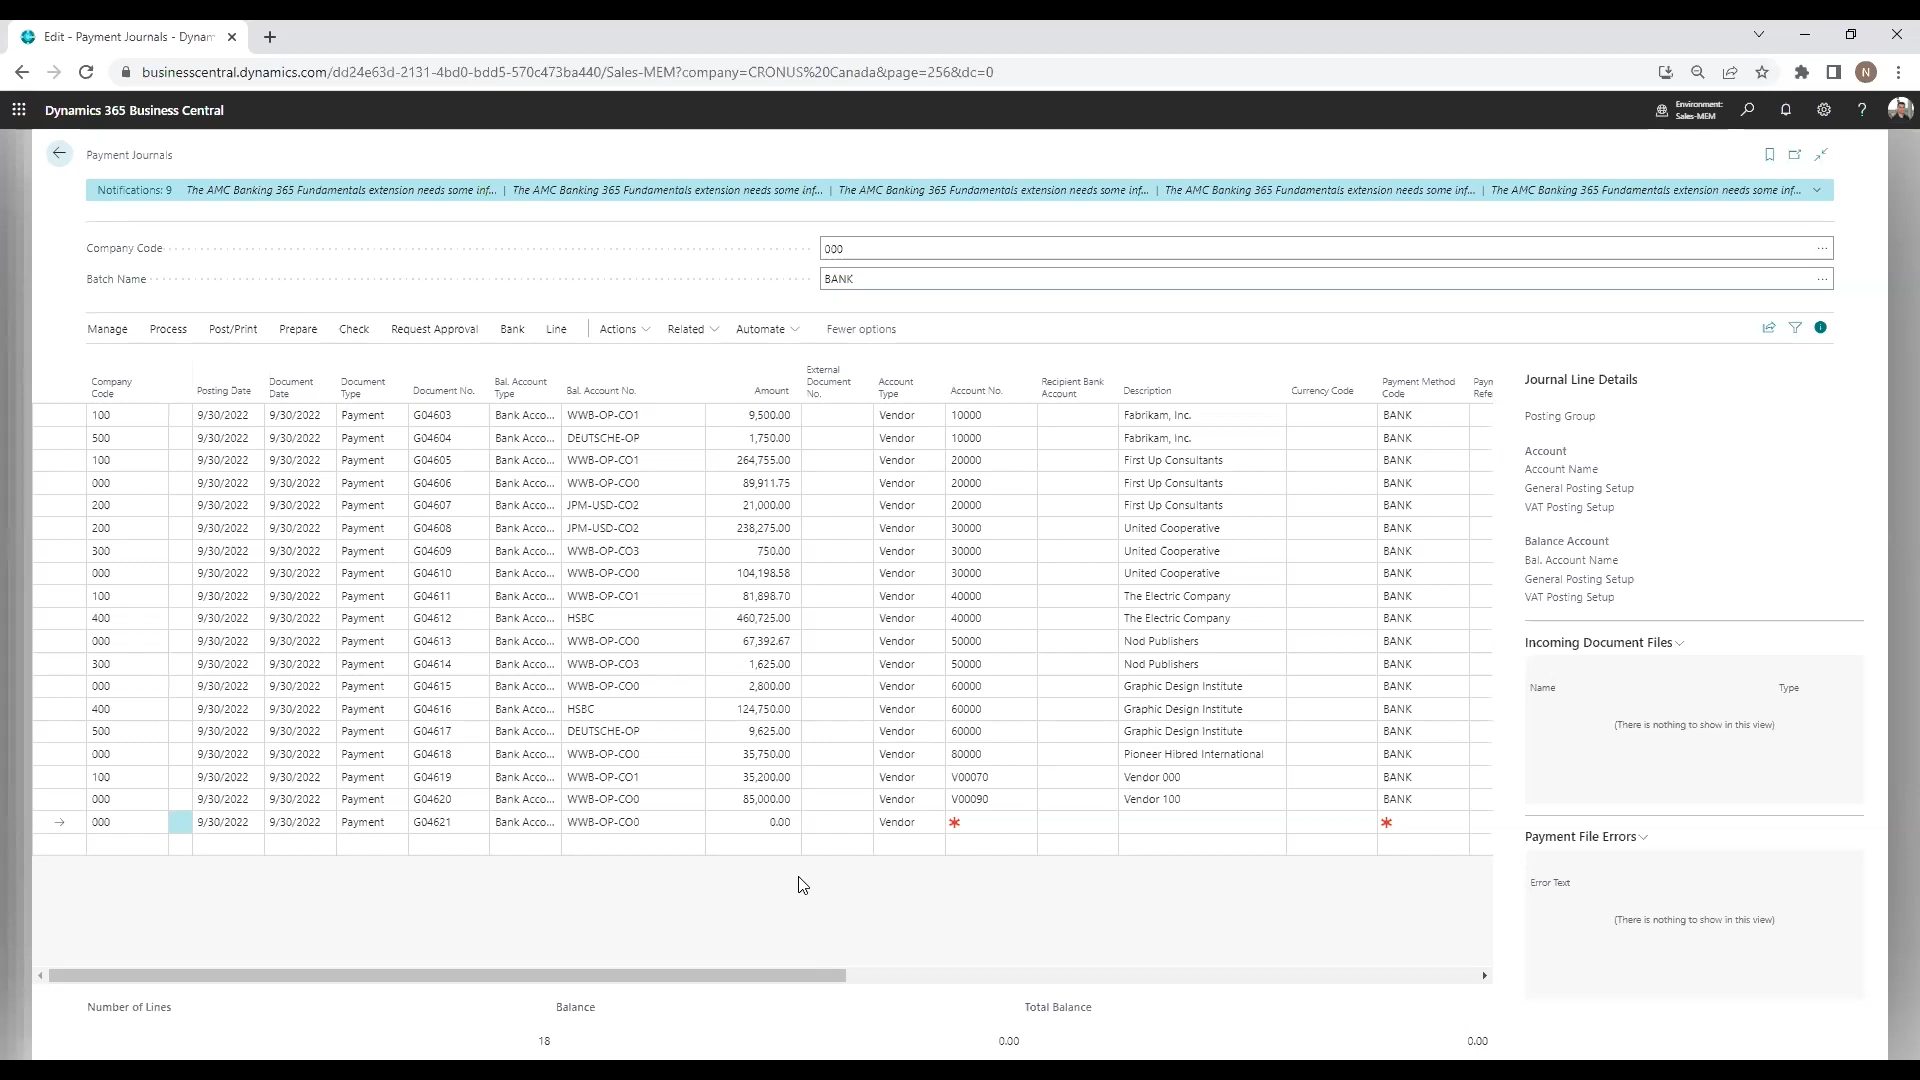 Edit - Payment Journals - Dynam
businesscentral.dynamics.com/dd24e63d-2131-4bd0-bdd5-570c473ba440/Sales-MEM?company=CRONUS%20Canada&page=256&dc=0
N
Dynamics 365 Business Central
Environment:
Sales-MEM
?
Payment Journals
Notifications: 9 The AMC Banking 365 Fundamentals extension needs some inf... | The AMC Banking 365 Fundamentals extension needs some inf... | The AMC Banking 365 Fundamentals extension needs some inf... | The AMC Banking 365 Fundamentals extension needs some inf... | The AMC Banking 365 Fundamentals extension needs some inf...
Company Code 000 ...
Batch Name BANK ...
Manage Process Post/Print Prepare Check Request Approval Bank Line Actions Related Automate Fewer options
Company Code Posting Date Document Date Document Type Document No. Bal. Account Type Bal. Account No. Amount External Document No. Account Type Account No. Recipient Bank Account Description Currency Code Payment Method Code Payn Refe
100 9/30/2022 9/30/2022 Payment G04603 Bank Acco... WWB-OP-CO1 9,500.00 Vendor 10000 Fabrikam, Inc. BANK
500 9/30/2022 9/30/2022 Payment G04604 Bank Acco... DEUTSCHE-OP 1,750.00 Vendor 10000 Fabrikam, Inc. BANK
100 9/30/2022 9/30/2022 Payment G04605 Bank Acco... WWB-OP-CO1 264,755.00 Vendor 20000 First Up Consultants BANK
000 9/30/2022 9/30/2022 Payment G04606 Bank Acco... WWB-OP-CO0 89,911.75 Vendor 20000 First Up Consultants BANK
200 9/30/2022 9/30/2022 Payment G04607 Bank Acco... JPM-USD-CO2 21,000.00 Vendor 20000 First Up Consultants BANK
200 9/30/2022 9/30/2022 Payment G04608 Bank Acco... JPM-USD-CO2 238,275.00 Vendor 30000 United Cooperative BANK
300 9/30/2022 9/30/2022 Payment G04609 Bank Acco... WWB-OP-CO3 750.00 Vendor 30000 United Cooperative BANK
000 9/30/2022 9/30/2022 Payment G04610 Bank Acco... WWB-OP-CO0 104,198.58 Vendor 30000 United Cooperative BANK
100 9/30/2022 9/30/2022 Payment G04611 Bank Acco... WWB-OP-CO1 81,898.70 Vendor 40000 The Electric Company BANK
400 9/30/2022 9/30/2022 Payment G04612 Bank Acco... HSBC 460,725.00 Vendor 40000 The Electric Company BANK
000 9/30/2022 9/30/2022 Payment G04613 Bank Acco... WWB-OP-CO0 67,392.67 Vendor 50000 Nod Publishers BANK
300 9/30/2022 9/30/2022 Payment G04614 Bank Acco... WWB-OP-CO3 1,625.00 Vendor 50000 Nod Publishers BANK
000 9/30/2022 9/30/2022 Payment G04615 Bank Acco... WWB-OP-CO0 2,800.00 Vendor 60000 Graphic Design Institute BANK
400 9/30/2022 9/30/2022 Payment G04616 Bank Acco... HSBC 124,750.00 Vendor 60000 Graphic Design Institute BANK
500 9/30/2022 9/30/2022 Payment G04617 Bank Acco... DEUTSCHE-OP 9,625.00 Vendor 60000 Graphic Design Institute BANK
000 9/30/2022 9/30/2022 Payment G04618 Bank Acco... WWB-OP-CO0 35,750.00 Vendor 80000 Pioneer Hibred International BANK
100 9/30/2022 9/30/2022 Payment G04619 Bank Acco... WWB-OP-CO1 35,200.00 Vendor V00070 Vendor 000 BANK
000 9/30/2022 9/30/2022 Payment G04620 Bank Acco... WWB-OP-CO0 85,000.00 Vendor V00090 Vendor 100 BANK
000 9/30/2022 9/30/2022 Payment G04621 Bank Acco... WWB-OP-CO0 0.00 Vendor * *
Number of Lines Balance Total Balance
18 0.00 0.00
Journal Line Details
Posting Group
Account
Account Name
General Posting Setup
VAT Posting Setup
Balance Account
Bal. Account Name
General Posting Setup
VAT Posting Setup
Incoming Document Files
Name Type
(There is nothing to show in this view)
Payment File Errors
Error Text
(There is nothing to show in this view)